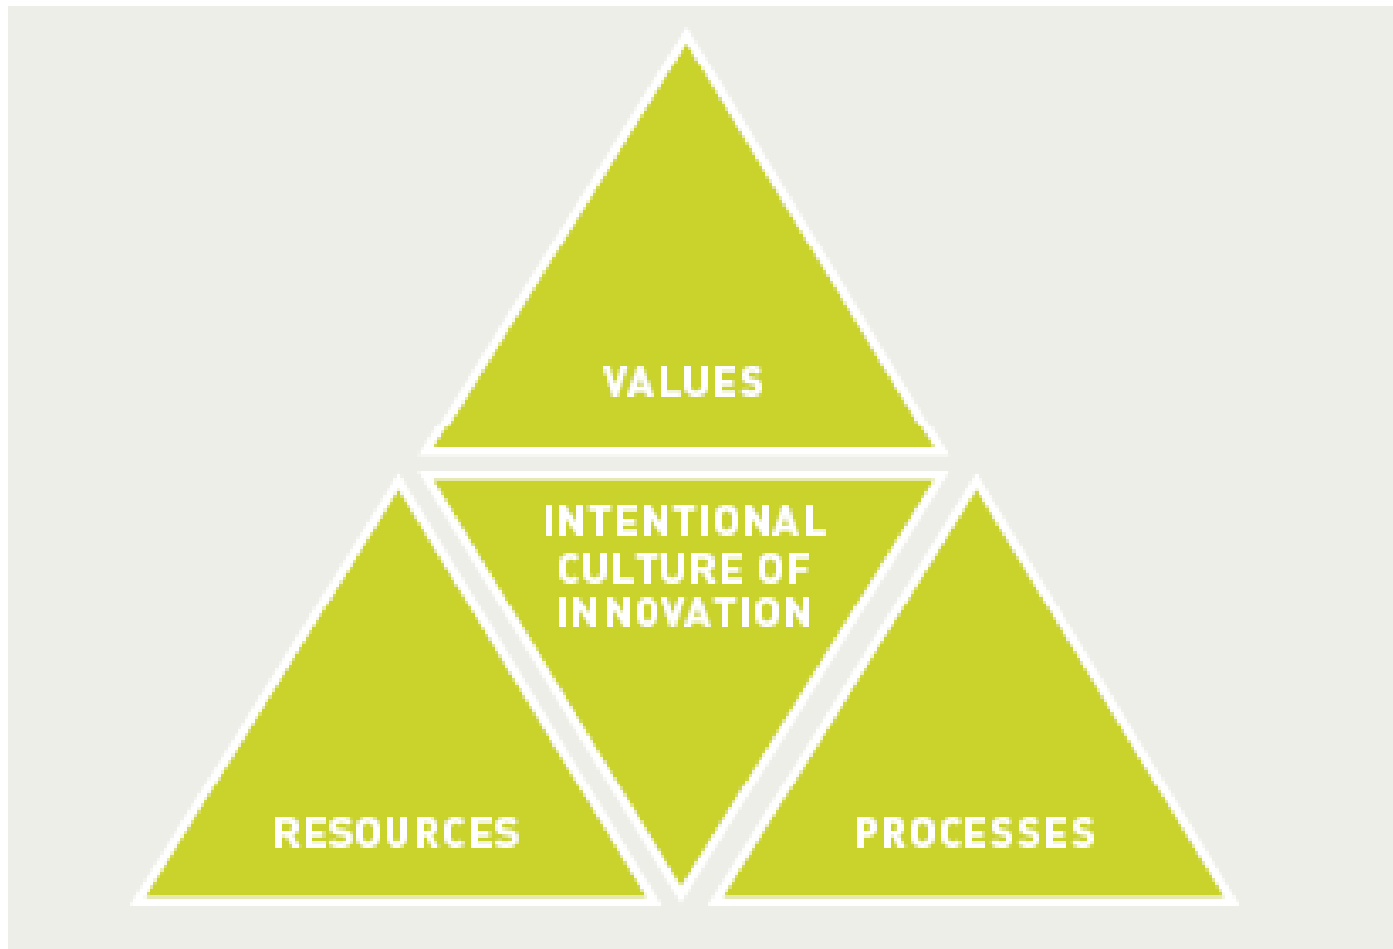 VALUES
INTENTIONAL
CULTURE OF
INNOVATION
RESOURCES
PROCESSES